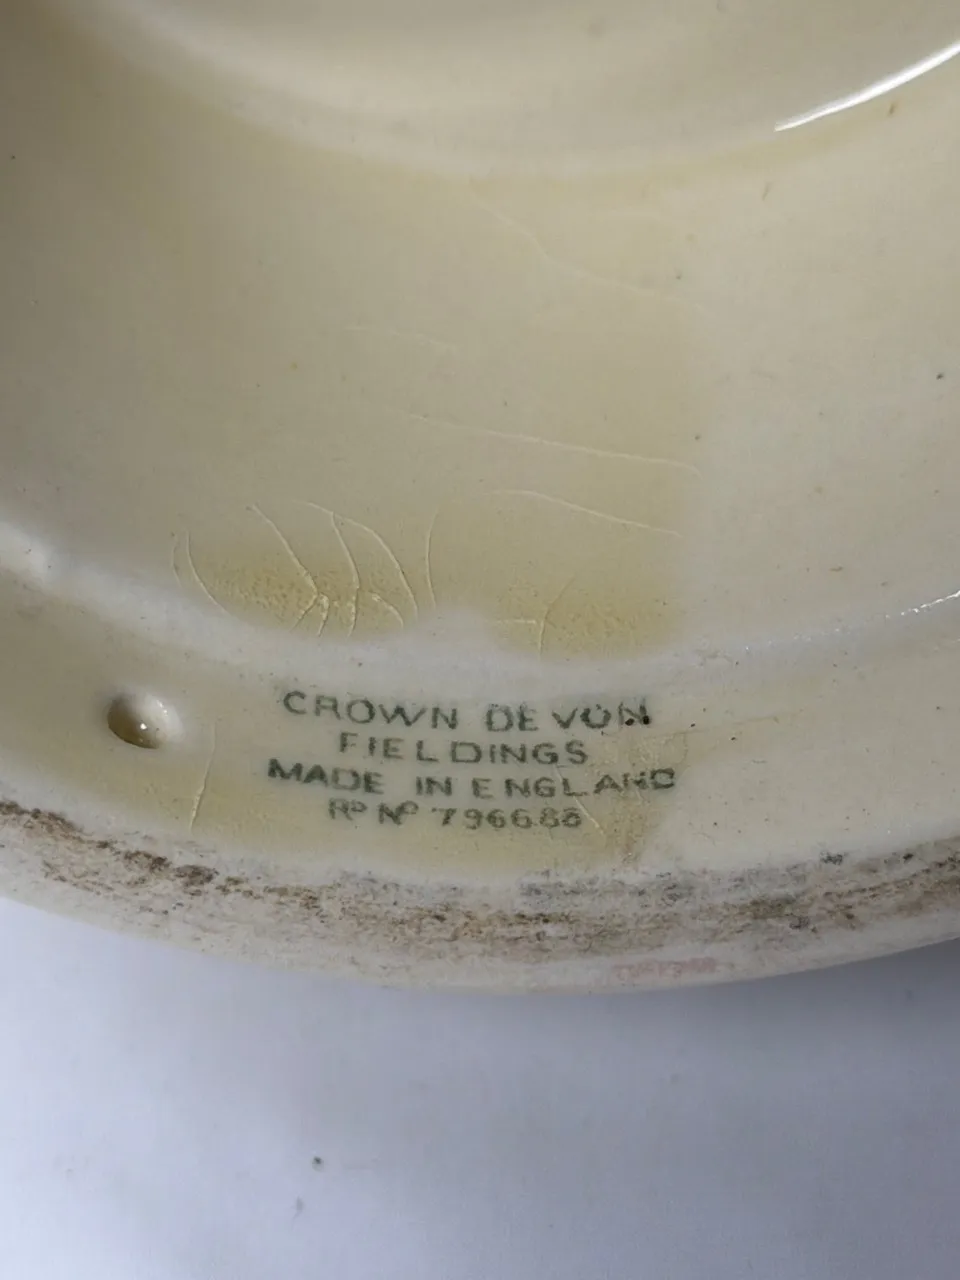 CROWN DEVON
FIELDINGS
MADE IN ENGLAND
Rᴰ Nº 796688